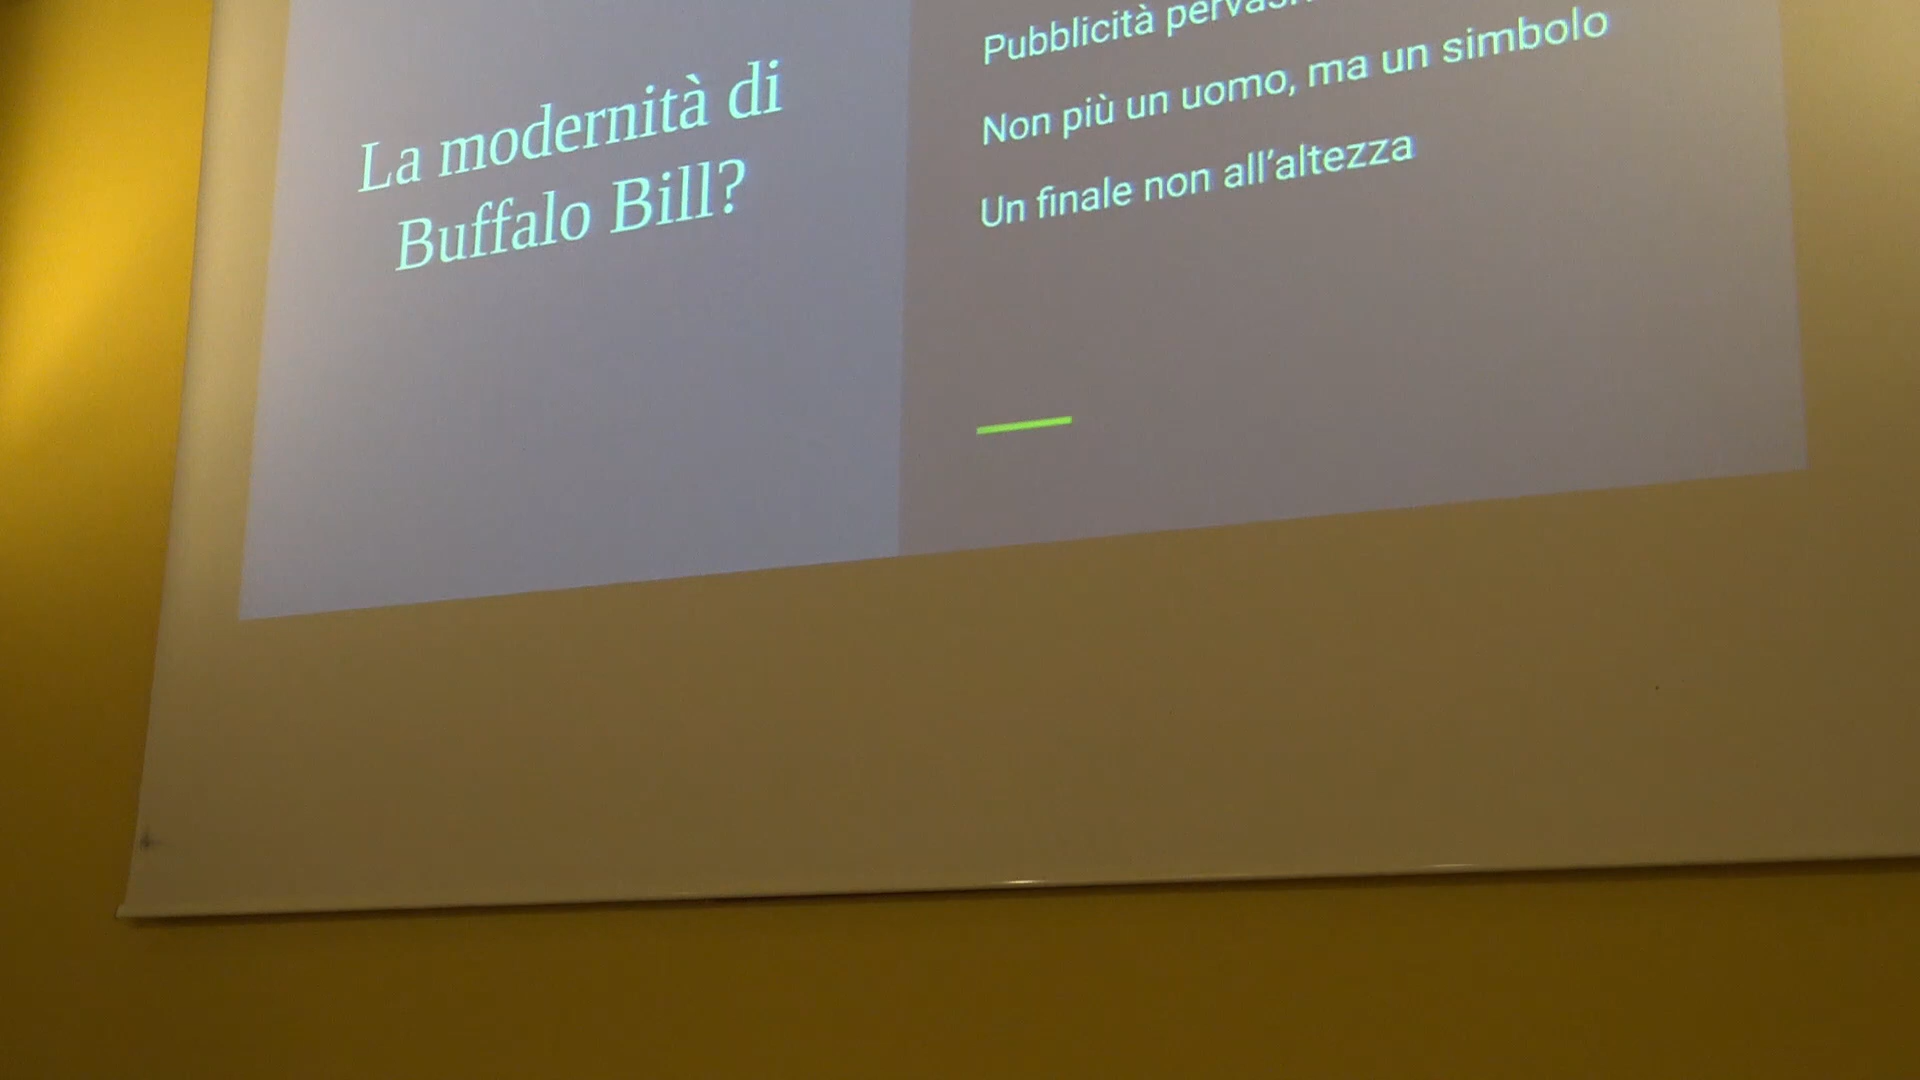 La modernità di
Buffalo Bill?
Pubblicità
Non più un uomo, ma un simbolo
Un finale non all’altezza